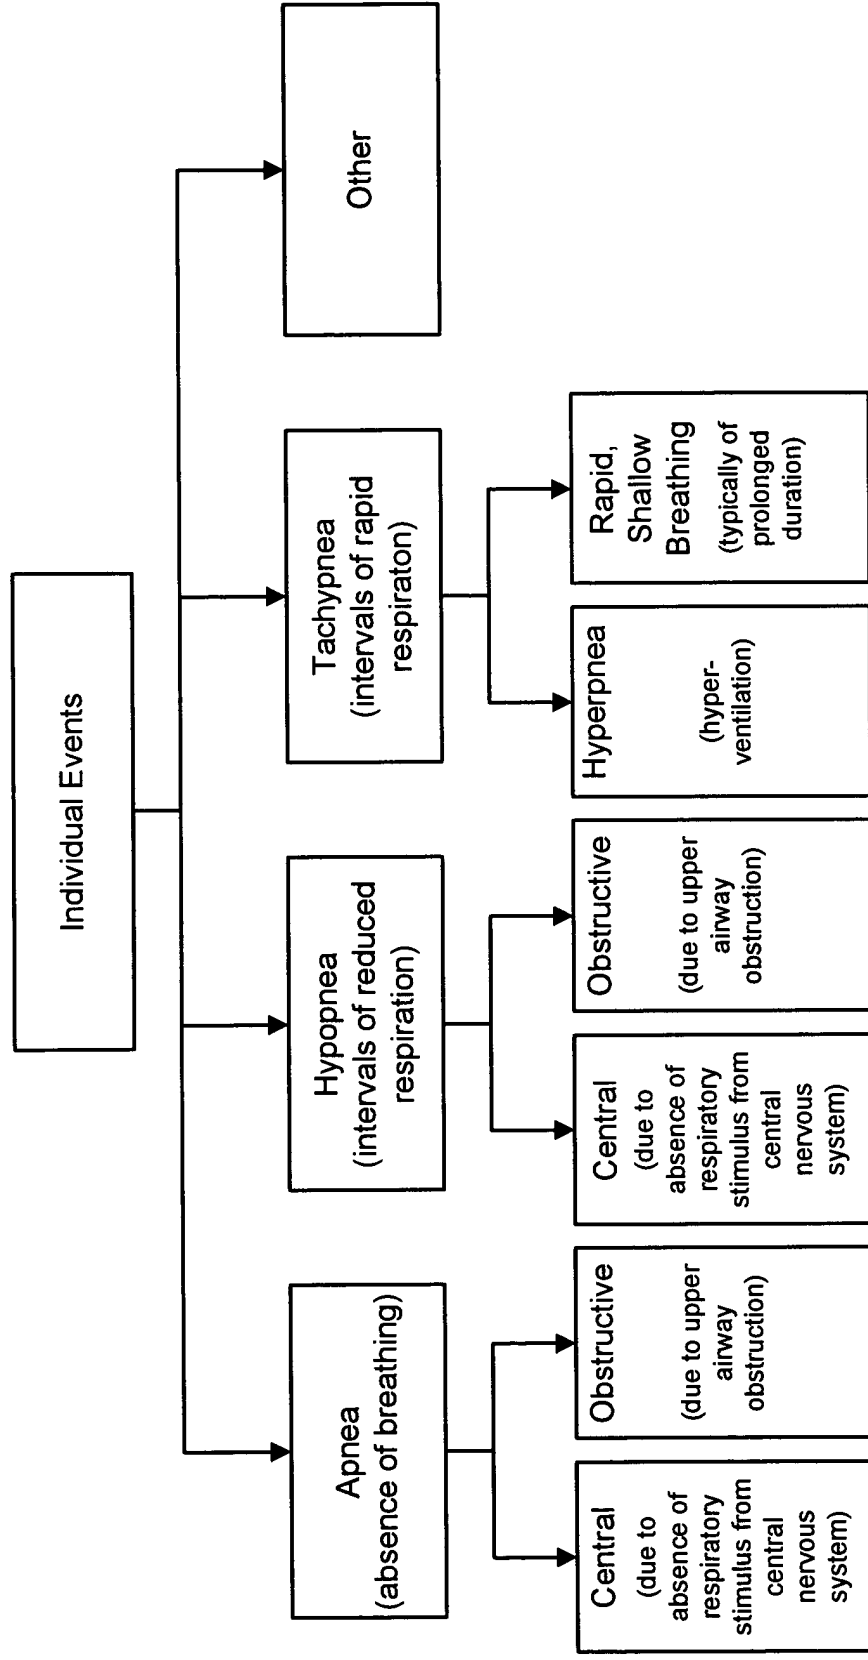 Individual Events
Apnea
(absence of breathing)
Hypopnea
(intervals of reduced
respiration)
Tachypnea
(intervals of rapid
respiraton)
Other
Central
(due to
absence of
respiratory
stimulus from
central
nervous
system)
Obstructive
(due to upper
airway
obstruction)
Central
(due to
absence of
respiratory
stimulus from
central
nervous
system)
Obstructive
(due to upper
airway
obstruction)
Hyperpnea
(hyper-
ventilation)
Rapid,
Shallow
Breathing
(typically of
prolonged
duration)